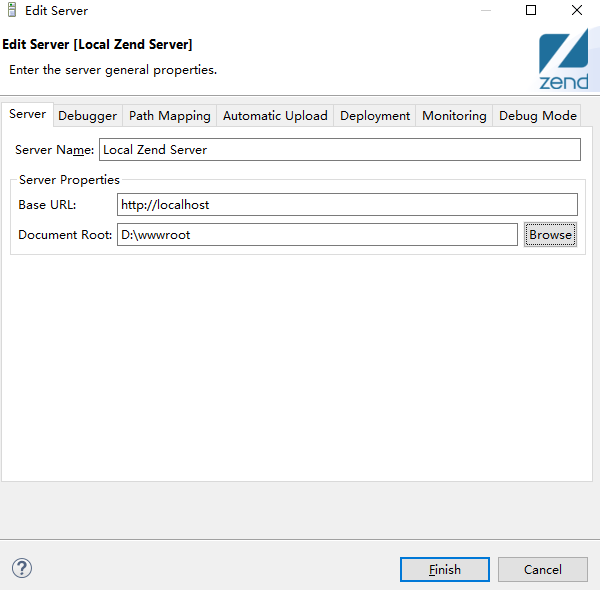 Edit Server
Edit Server [Local Zend Server]
Enter the server general properties.
zend
Server Debugger Path Mapping Automatic Upload Deployment Monitoring Debug Mode
Server Name: Local Zend Server
Server Properties
Base URL: http://localhost
Document Root: D:\wwwroot Browse
? Finish Cancel